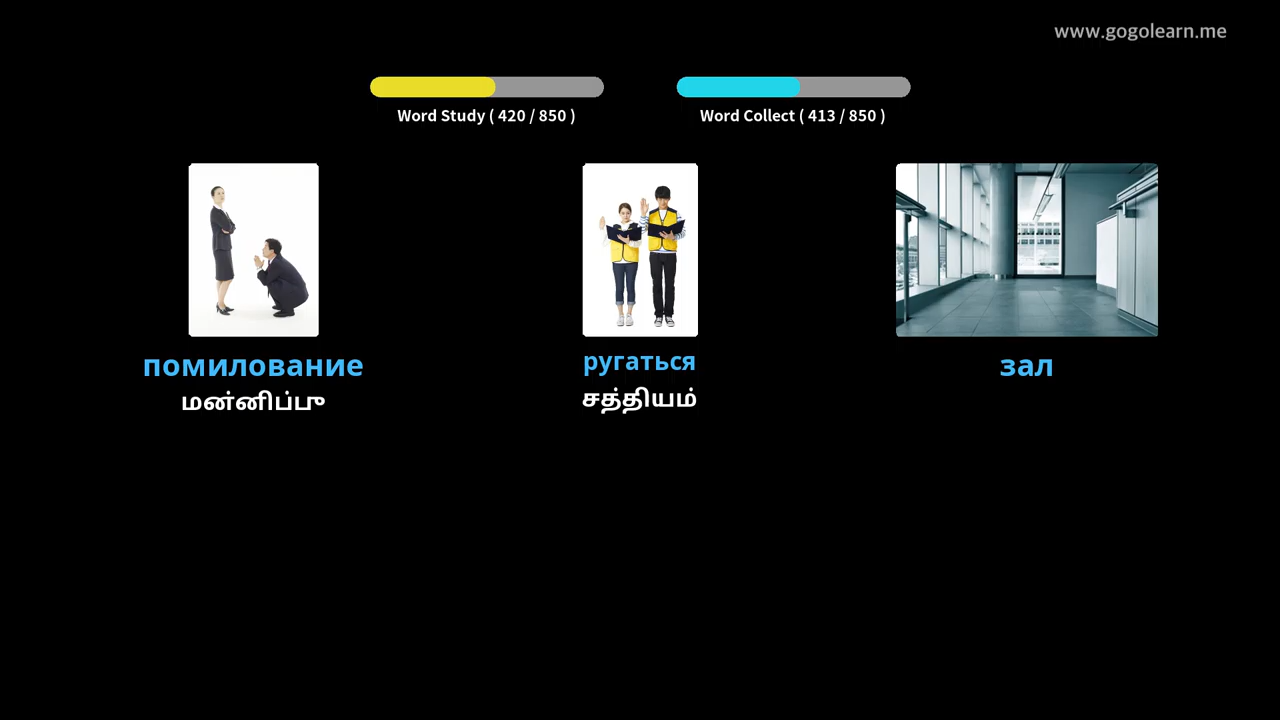 www.gogolearn.me
Word Study ( 420 / 850 )
Word Collect ( 413 / 850 )
помилование
மன்னிப்பு
ругаться
சத்தியம்
зал